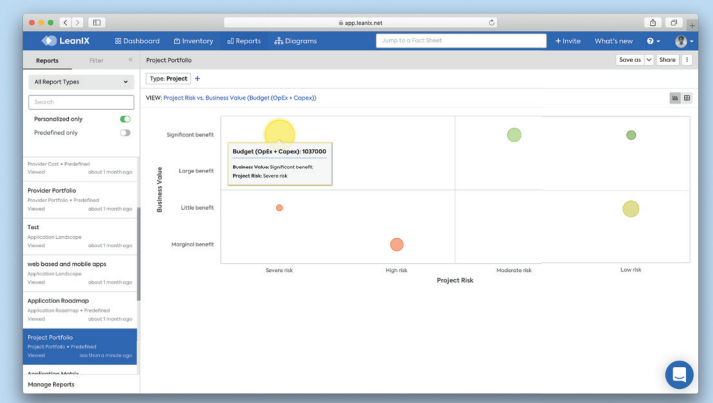 app.leanix.net
LeanIX
Dashboard
Inventory
Reports
Diagrams
Jump to a Fact Sheet
+ Invite
What's new
Reports
Filter
Project Portfolio
Save as
Share
All Report Types
Type: Project +
Search
VIEW: Project Risk vs. Business Value (Budget (OpEx + Capex))
Personalized only
Predefined only
Provider Cost • Predefined
Viewed about 1 month ago
Provider Portfolio
Provider Portfolio • Predefined
Viewed about 1 month ago
Test
Application Landscape
Viewed about 1 month ago
web based and mobile apps
Application Landscape
Viewed about 1 month ago
Application Roadmap
Application Roadmap • Predefined
Viewed about 1 month ago
Project Portfolio
Project Portfolio • Predefined
Viewed less than a minute ago
Application Matrix
Manage Reports
Business Value
Significant benefit
Large benefit
Little benefit
Marginal benefit
Budget (OpEx + Capex): 1037000
Business Value: Significant benefit
Project Risk: Severe risk
Severe risk
High risk
Moderate risk
Low risk
Project Risk